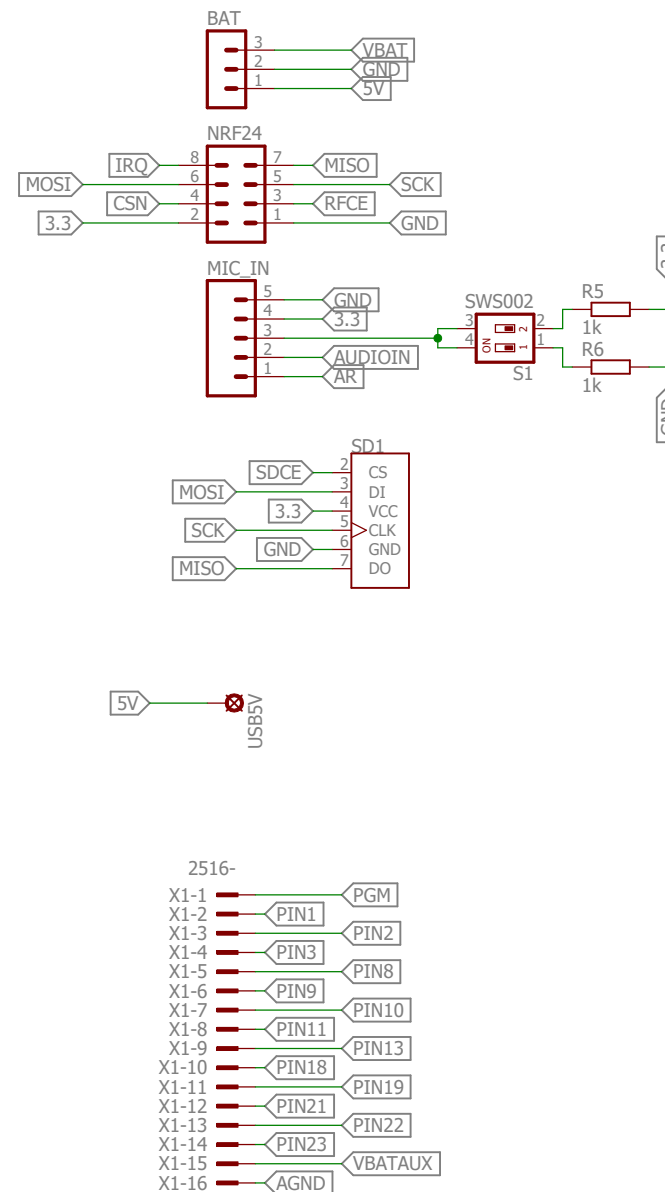 BAT
3 VBAT
2 GND
1 5V
NRF24
IRQ 8 7 MISO
MOSI 6 5 SCK
CSN 4 3 RFCE
3.3 2 1 GND
MIC_IN
5 GND
4 3.3
3
2 AUDIOIN
1 AR
SWS002
3 2 2
4 ON 1 1
S1
R5
1k
R6
1k
3.3
GND
SD1
SDCE 2 CS
MOSI 3 DI
3.3 4 VCC
SCK 5 CLK
GND 6 GND
MISO 7 DO
5V
USB5V
2516-
X1-1 PGM
X1-2 PIN1
X1-3 PIN2
X1-4 PIN3
X1-5 PIN8
X1-6 PIN9
X1-7 PIN10
X1-8 PIN11
X1-9 PIN13
X1-10 PIN18
X1-11 PIN19
X1-12 PIN21
X1-13 PIN22
X1-14 PIN23
X1-15 VBATAUX
X1-16 AGND